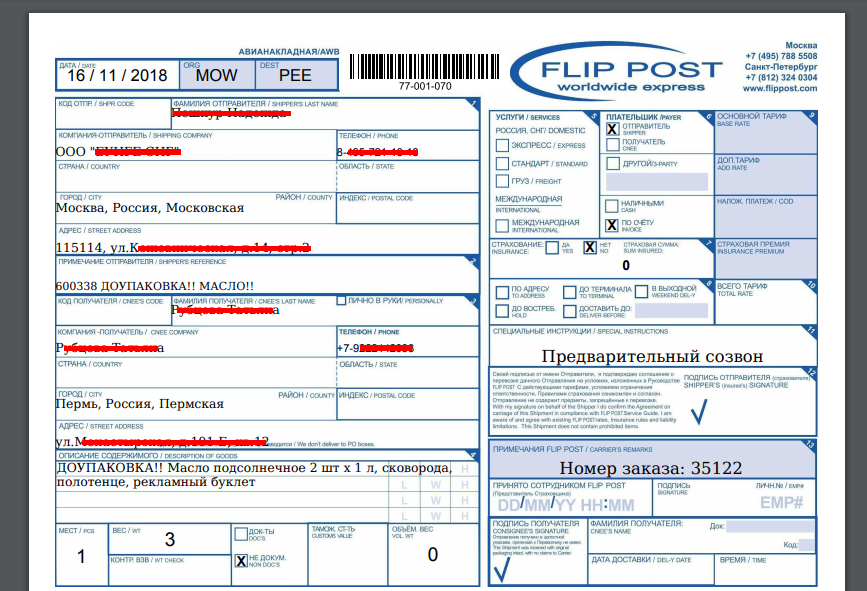 АВИАНАКЛАДНАЯ/AWB
ДАТА / DATE
16 / 11 / 2018
ORG
MOW
DEST
PEE
77-001-070
FLIP POST
worldwide express
Москва
+7 (495) 788 5508
Санкт-Петербург
+7 (812) 324 0304
www.flippost.com
КОД ОТПР. / SHPR CODE
ФАМИЛИЯ ОТПРАВИТЕЛЯ / SHIPPER'S LAST NAME
1
КОМПАНИЯ-ОТПРАВИТЕЛЬ / SHIPPING COMPANY
ООО "
ТЕЛЕФОН / PHONE
СТРАНА / COUNTRY
ОБЛАСТЬ / STATE
ГОРОД / CITY
РАЙОН / COUNTY
ИНДЕКС / POSTAL CODE
Москва, Россия, Московская
АДРЕС / STREET ADDRESS
115114, ул.
ПРИМЕЧАНИЕ ОТПРАВИТЕЛЯ / SHIPPER'S REFERENCE
2
600338 ДОУПАКОВКА!! МАСЛО!!
КОД ПОЛУЧАТЕЛЯ / CNEE'S CODE
ФАМИЛИЯ ПОЛУЧАТЕЛЯ / CNEE'S LAST NAME
ЛИЧНО В РУКИ/ PERSONALLY
3
КОМПАНИЯ -ПОЛУЧАТЕЛЬ / CNEE COMPANY
ТЕЛЕФОН / PHONE
+7-9
СТРАНА / COUNTRY
ОБЛАСТЬ / STATE
ГОРОД / CITY
РАЙОН / COUNTY
ИНДЕКС / POSTAL CODE
Пермь, Россия, Пермская
АДРЕС / STREET ADDRESS
ул.
We don't deliver to PO boxes.
ОПИСАНИЕ СОДЕРЖИМОГО / DESCRIPTION OF GOODS
4
ДОУПАКОВКА!! Масло подсолнечное 2 шт х 1 л, сковорода, H
полотенце, рекламный буклет
L W H
L W H
L W H
МЕСТ / PCS
1
ВЕС / WT
3
КОНТР. ВЗВ / WT CHECK
ДОК-ТЫ
DOC'S
X НЕ ДОКУМ.
NON DOC'S
ТАМОЖ. СТ-ТЬ
CUSTOMS VALUE
ОБЪЁМ. ВЕС
VOL. WT
0
УСЛУГИ / SERVICES
5
РОССИЯ, СНГ/ DOMESTIC
ЭКСПРЕСС / EXPRESS
СТАНДАРТ / STANDARD
ГРУЗ / FREIGHT
МЕЖДУНАРОДНАЯ
INTERNATIONAL
МЕЖДУНАРОДНАЯ
INTERNATIONAL
ПЛАТЕЛЬЩИК /PAYER
6
X ОТПРАВИТЕЛЬ
SHIPPER
ПОЛУЧАТЕЛЬ
CNEE
ДРУГОЙ/3-PARTY
НАЛИЧНЫМИ
CASH
X ПО СЧЁТУ
INVOICE
ОСНОВНОЙ ТАРИФ
BASE RATE
9
ДОП.ТАРИФ
ADD RATE
НАЛОЖ. ПЛАТЕЖ / COD
СТРАХОВАНИЕ:
INSURANCE:
ДА
YES
X НЕТ
NO
СТРАХОВАЯ СУММА:
SUM INSURED:
7
0
СТРАХОВАЯ ПРЕМИЯ
INSURANCE PREMIUM
ПО АДРЕСУ
TO ADDRESS
ДО ТЕРМИНАЛА
TO TERMINAL
В ВЫХОДНОЙ
WEEKEND DEL-Y
8
ДО ВОСТРЕБ.
HOLD
ДОСТАВИТЬ ДО:
DELIVER BEFORE:
ВСЕГО ТАРИФ
TOTAL RATE
10
СПЕЦИАЛЬНЫЕ ИНСТРУКЦИИ / SPECIAL INSTRUCTIONS
11
Предварительный созвон
Своей подписью от имени Отправителя, я подтверждаю соглашение о
перевозке данного Отправления на условиях, изложенных в Руководстве
FLIP POST С действующими тарифами, условиями ограничения
ответственности, Правилами страхования ознакомлен и согласен.
Отправление не содержит предметы, запрещённые к перевозке.
With my signature on behalf of the Shipper I do confirm the Agreement on
carriage of this Shipment in compliance with FLIP POST Service Guide. I am
aware of and agree with existing FLIP POST rates, Insurance rules and liability
limitations. This Shipment does not contain prohibited items.
ПОДПИСЬ ОТПРАВИТЕЛЯ (страхователя)
SHIPPER'S (insured's) SIGNATURE
12
ПРИМЕЧАНИЯ FLIP POST / CARRIER'S REMARKS
13
Номер заказа: 35122
ПРИНЯТО СОТРУДНИКОМ FLIP POST
(Представитель Страховщика)
DD/MM/YY HH:MM
ПОДПИСЬ
SIGNATURE
ЛИЧН.№ / EMP#
EMP#
ПОДПИСЬ ПОЛУЧАТЕЛЯ
CONSIGNEE'S SIGNATURE
Отправление получено в целостной
упаковке, претензий к Перевозчику не имею.
This Shipment was received with original
packaging intact, with no claims to Carrier
ФАМИЛИЯ ПОЛУЧАТЕЛЯ:
CNEE'S NAME
Док:
Код:
ДАТА ДОСТАВКИ / DEL-Y DATE
ВРЕМЯ / TIME